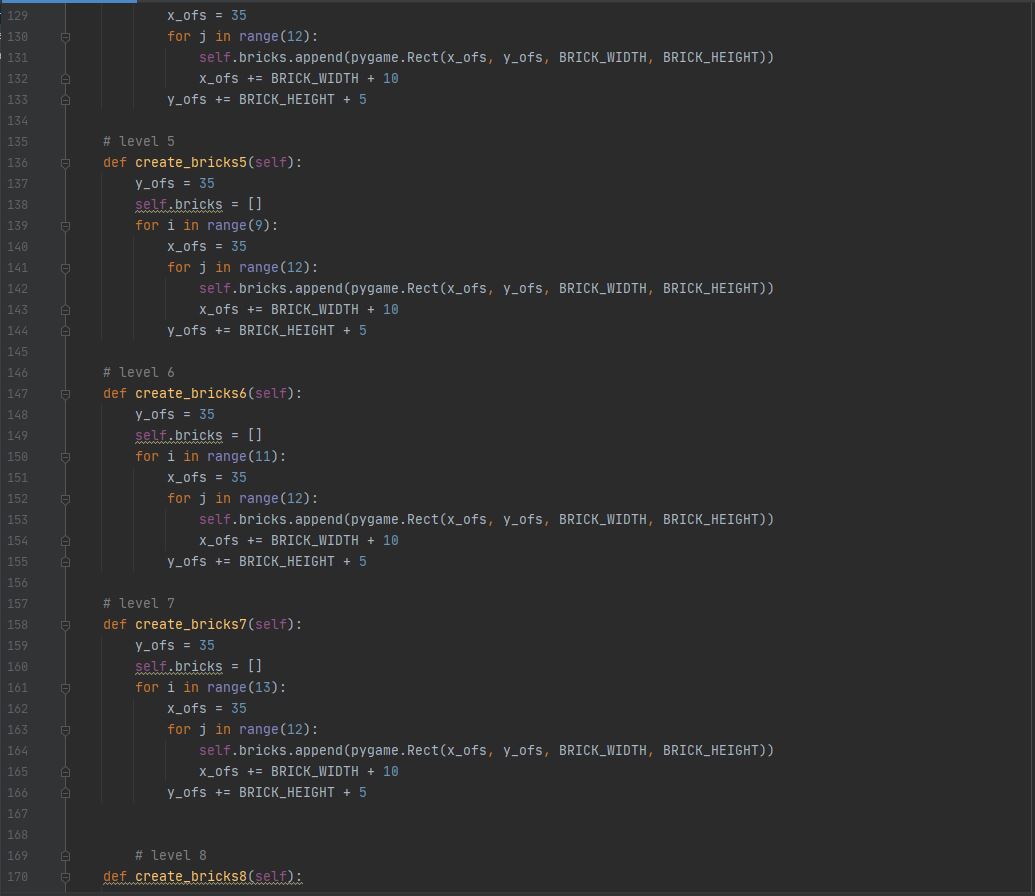 129 x_ofs = 35
130 for j in range(12):
131 self.bricks.append(pygame.Rect(x_ofs, y_ofs, BRICK_WIDTH, BRICK_HEIGHT))
132 x_ofs += BRICK_WIDTH + 10
133 y_ofs += BRICK_HEIGHT + 5
134
135 # level 5
136 def create_bricks5(self):
137 y_ofs = 35
138 self.bricks = []
139 for i in range(9):
140 x_ofs = 35
141 for j in range(12):
142 self.bricks.append(pygame.Rect(x_ofs, y_ofs, BRICK_WIDTH, BRICK_HEIGHT))
143 x_ofs += BRICK_WIDTH + 10
144 y_ofs += BRICK_HEIGHT + 5
145
146 # level 6
147 def create_bricks6(self):
148 y_ofs = 35
149 self.bricks = []
150 for i in range(11):
151 x_ofs = 35
152 for j in range(12):
153 self.bricks.append(pygame.Rect(x_ofs, y_ofs, BRICK_WIDTH, BRICK_HEIGHT))
154 x_ofs += BRICK_WIDTH + 10
155 y_ofs += BRICK_HEIGHT + 5
156
157 # level 7
158 def create_bricks7(self):
159 y_ofs = 35
160 self.bricks = []
161 for i in range(13):
162 x_ofs = 35
163 for j in range(12):
164 self.bricks.append(pygame.Rect(x_ofs, y_ofs, BRICK_WIDTH, BRICK_HEIGHT))
165 x_ofs += BRICK_WIDTH + 10
166 y_ofs += BRICK_HEIGHT + 5
167
168
169 # level 8
170 def create_bricks8(self):